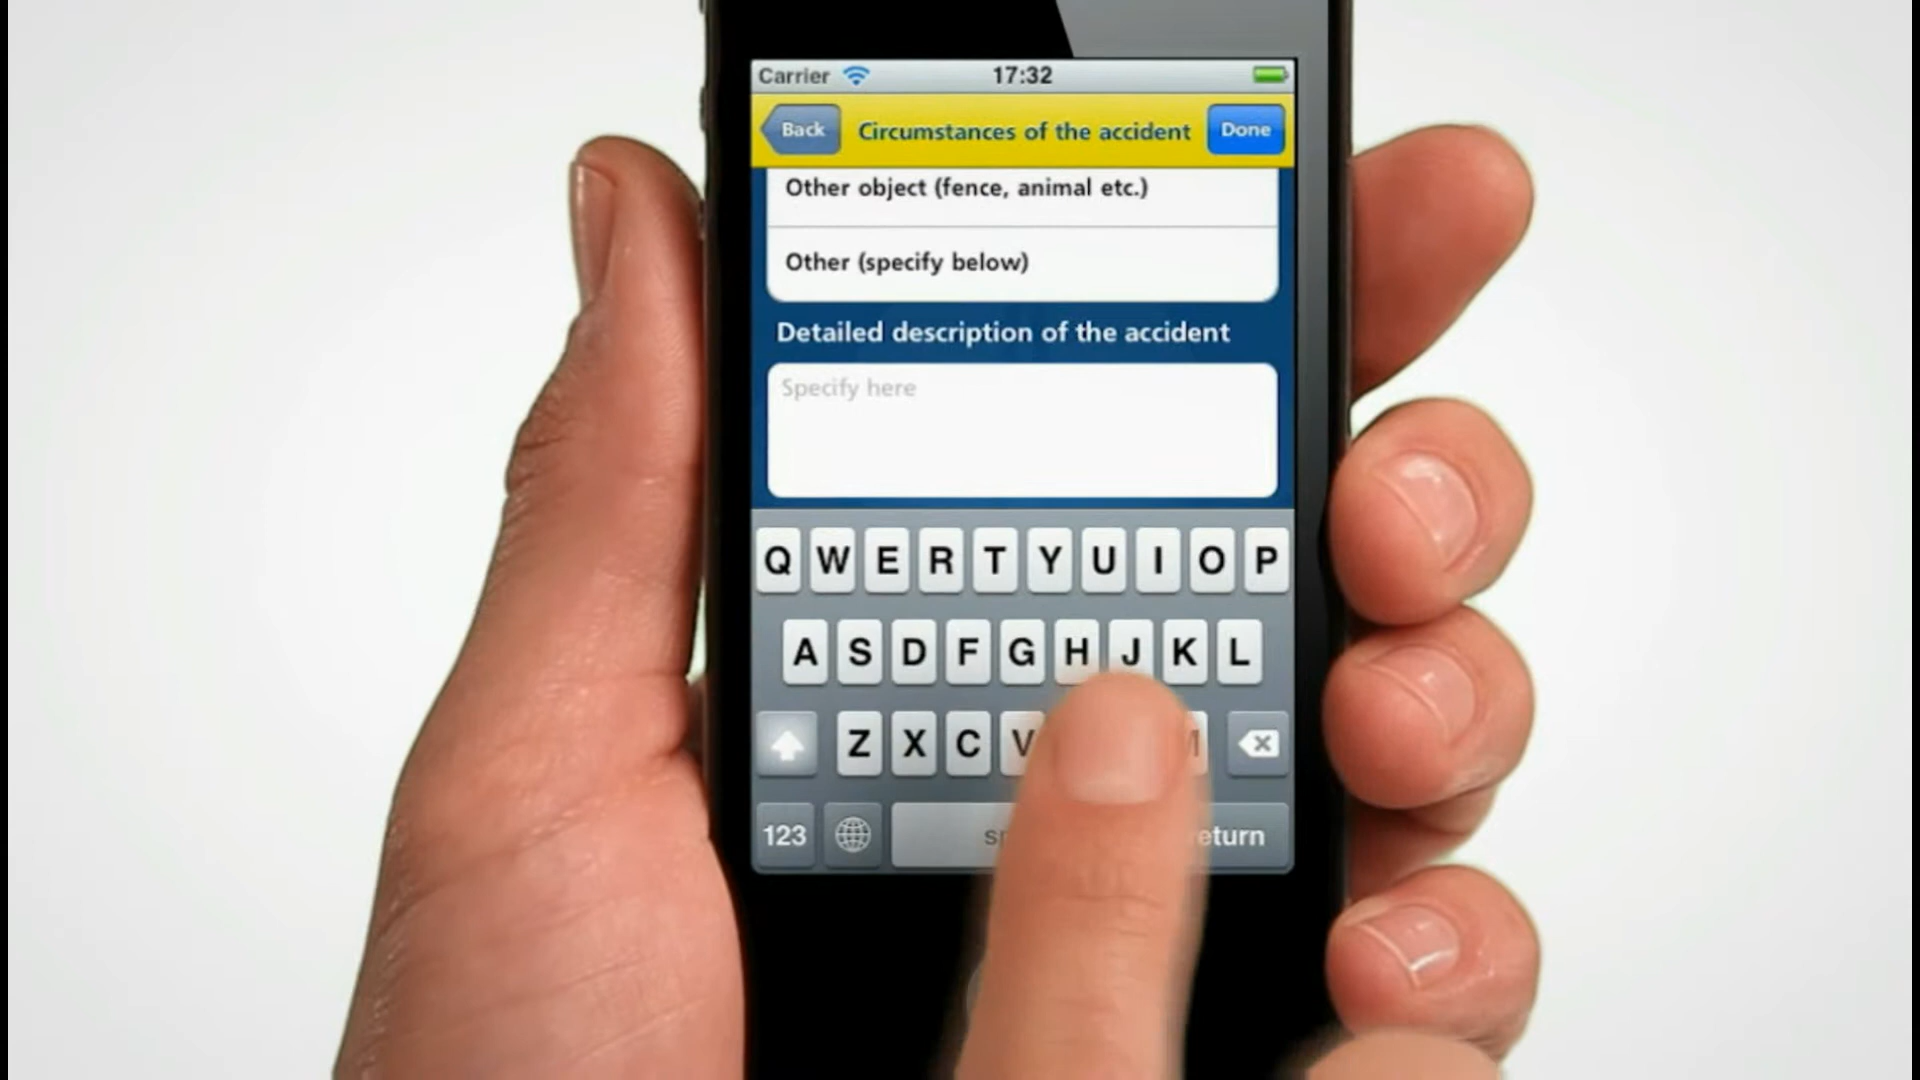 Carrier 17:32
Back Circumstances of the accident Done
Other object (fence, animal etc.)
Other (specify below)
Detailed description of the accident
Specify here
Q W E R T Y U I O P
A S D F G H J K L
Z X C V M
123